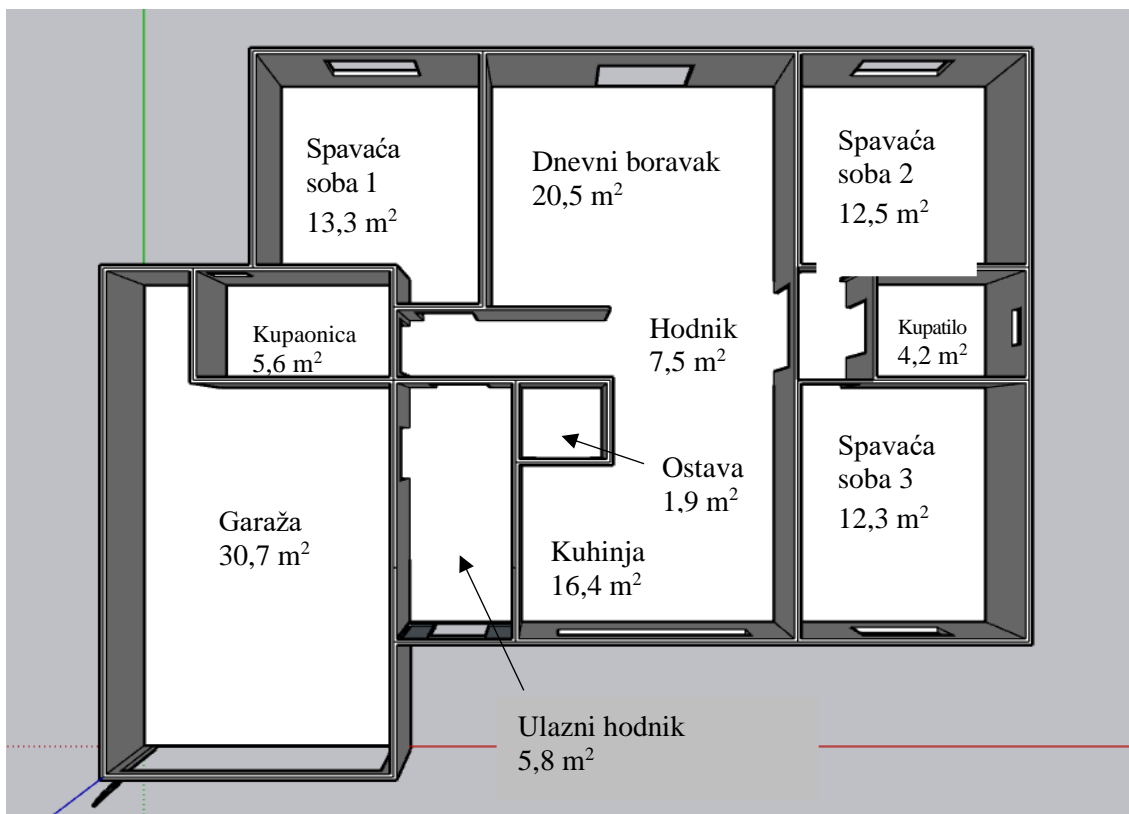 Spavaća
soba 1
13,3 m²
Dnevni boravak
20,5 m²
Spavaća
soba 2
12,5 m²
Kupaonica
5,6 m²
Hodnik
7,5 m²
Kupatilo
4,2 m²
Garaža
30,7 m²
Ostava
1,9 m²
Kuhinja
16,4 m²
Spavaća
soba 3
12,3 m²
Ulazni hodnik
5,8 m²